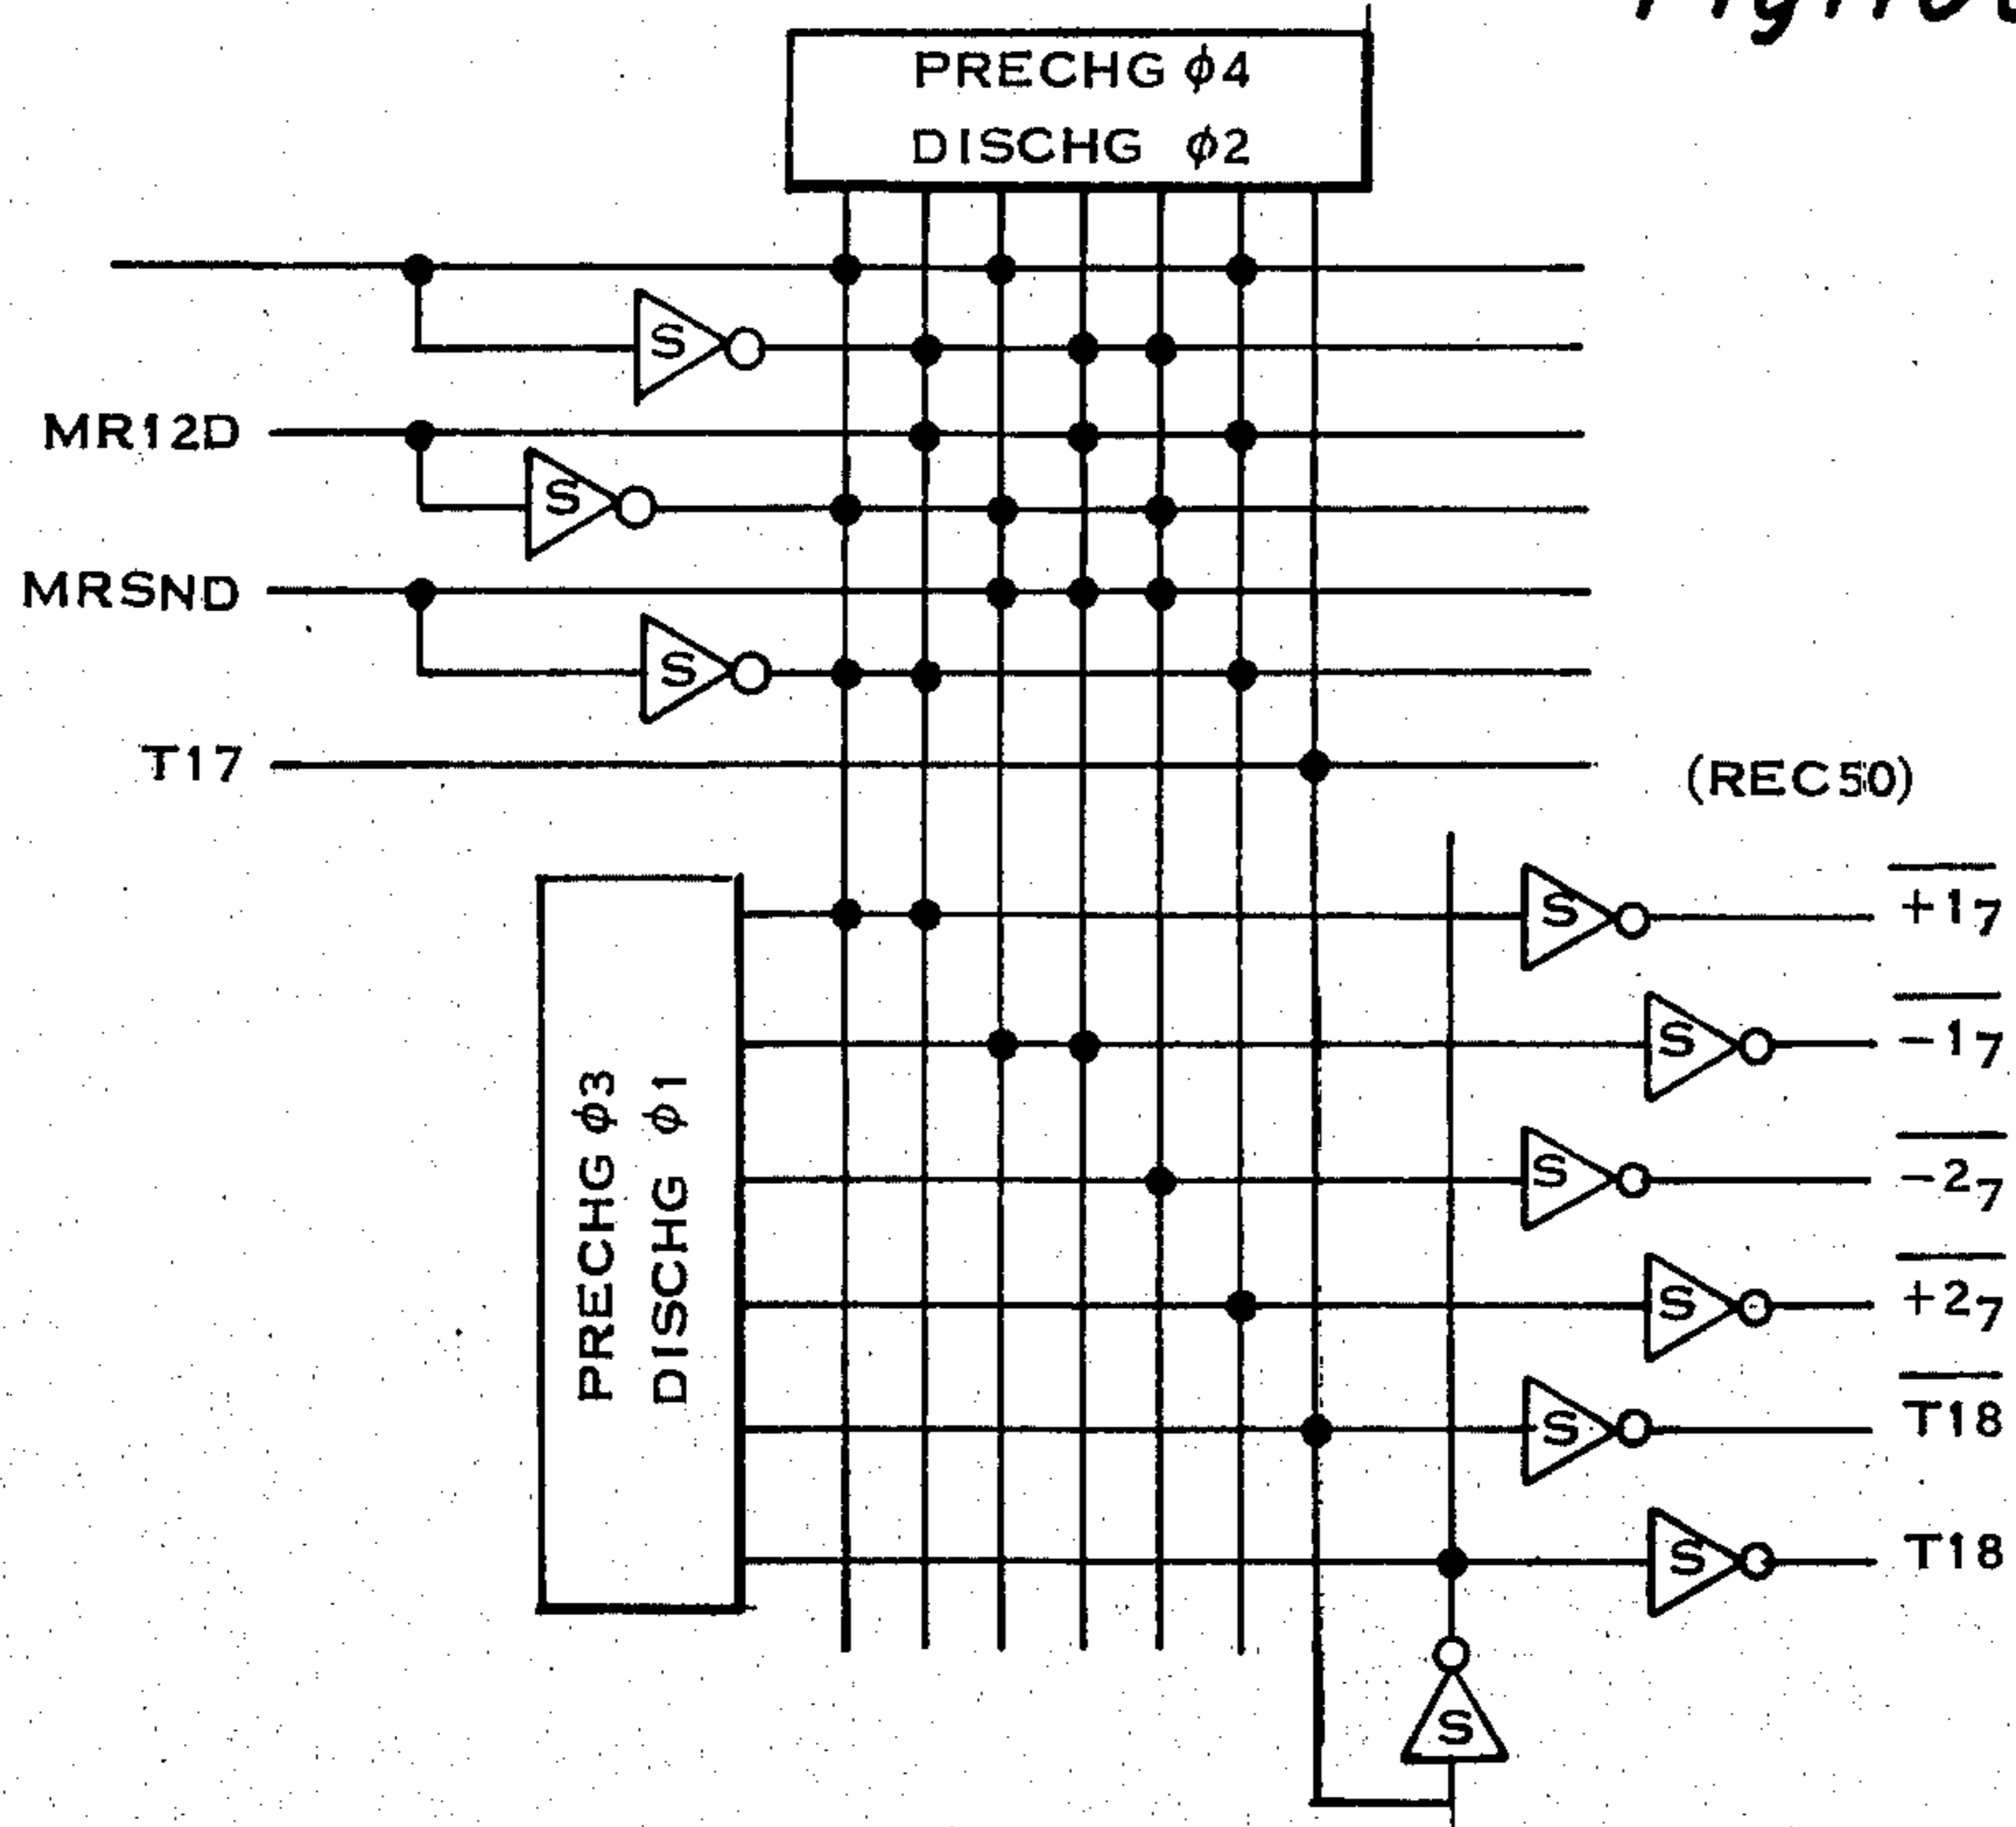 PRECHG ϕ4
DISCHG ϕ2
S
MR12D
S
MRSND
S
T17
(REC50)
PRECHG ϕ3
DISCHG ϕ1
S
+1₇
S
−1₇
S
−2₇
S
+2₇
S
T18
S
T18
S